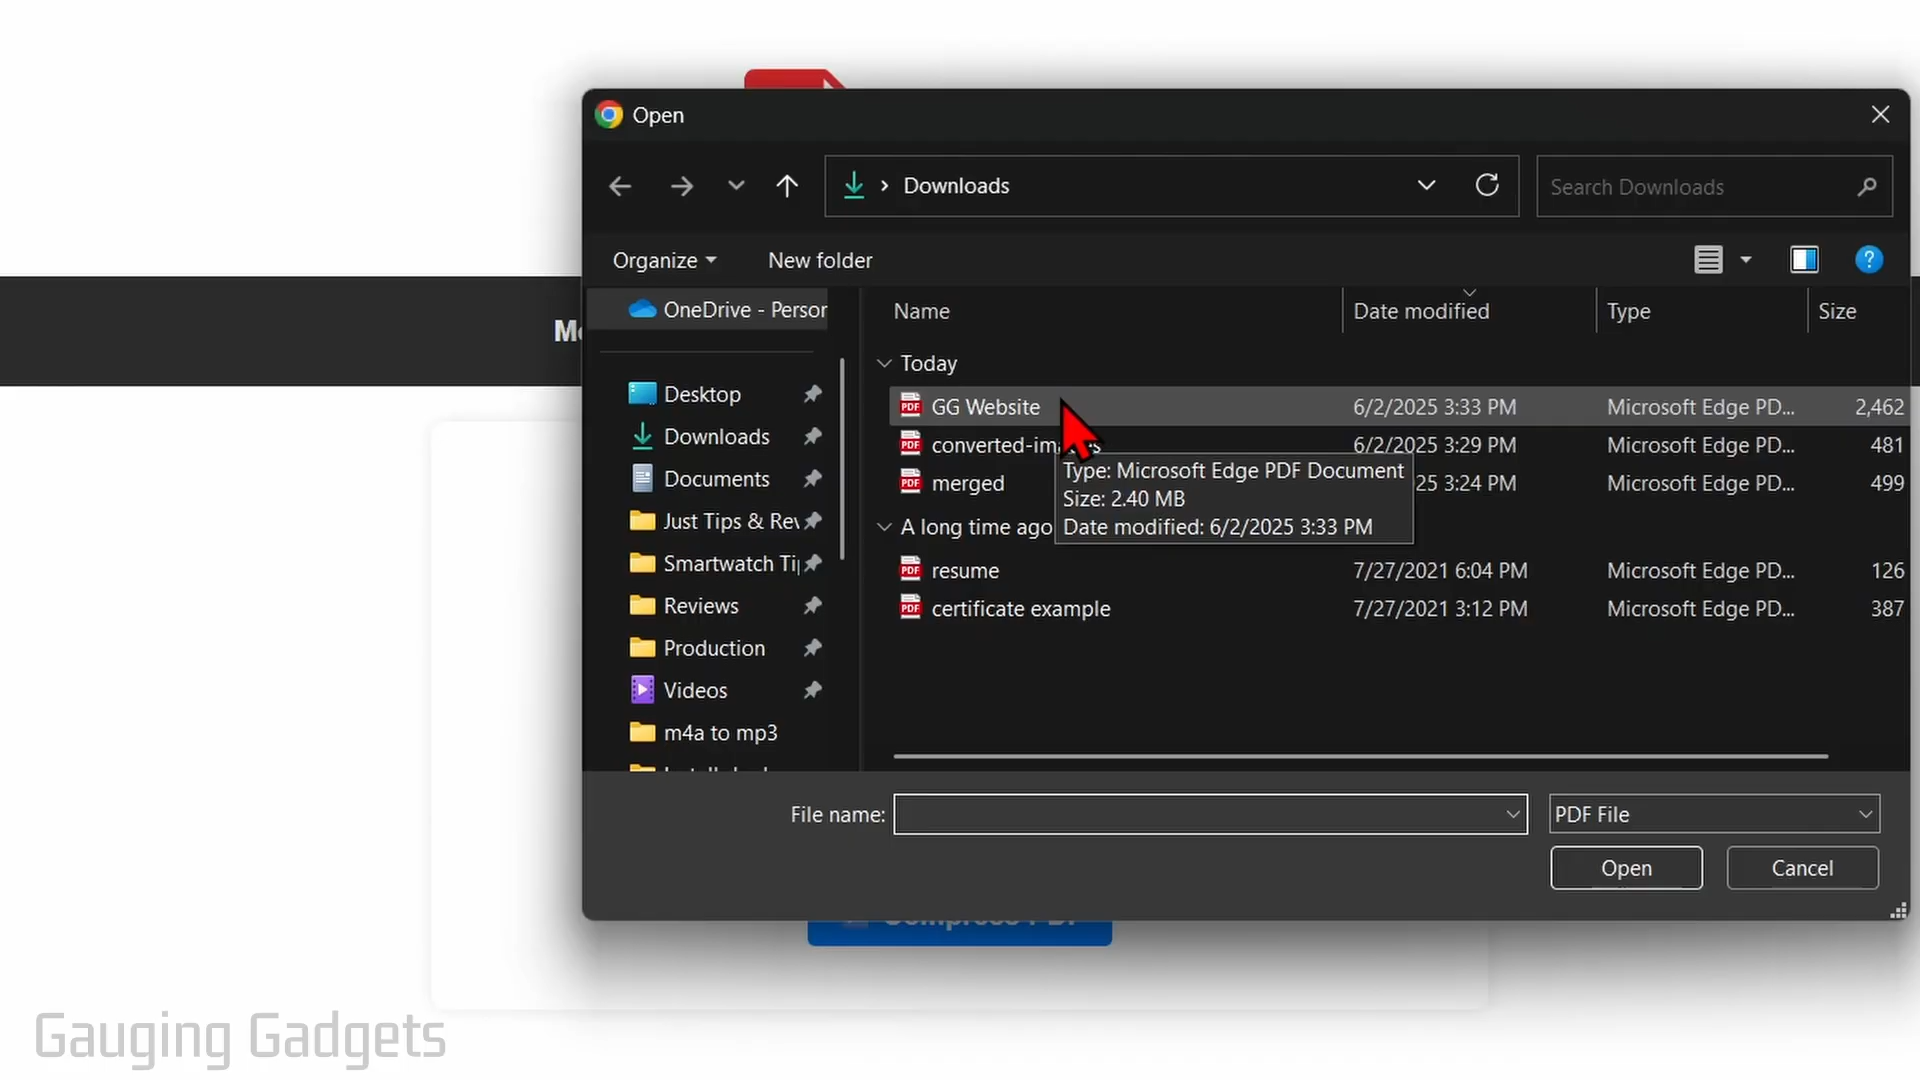 Open
Downloads
Search Downloads
Organize
New folder
OneDrive - Person
Name
Date modified
Type
Size
Today
Desktop
GG Website
6/2/2025 3:33 PM
Microsoft Edge PD...
2,462
Downloads
6/2/2025 3:29 PM
Microsoft Edge PD...
481
Documents
merged
25 3:24 PM
Microsoft Edge PD...
499
Type: Microsoft Edge PDF Document
Size: 2.40 MB
Date modified: 6/2/2025 3:33 PM
Just Tips & Rev
A long time ago
Smartwatch Tip
resume
7/27/2021 6:04 PM
Microsoft Edge PD...
126
Reviews
certificate example
7/27/2021 3:12 PM
Microsoft Edge PD...
387
Production
Videos
m4a to mp3
File name:
PDF File
Open
Cancel
Compress PDF
Gauging Gadgets